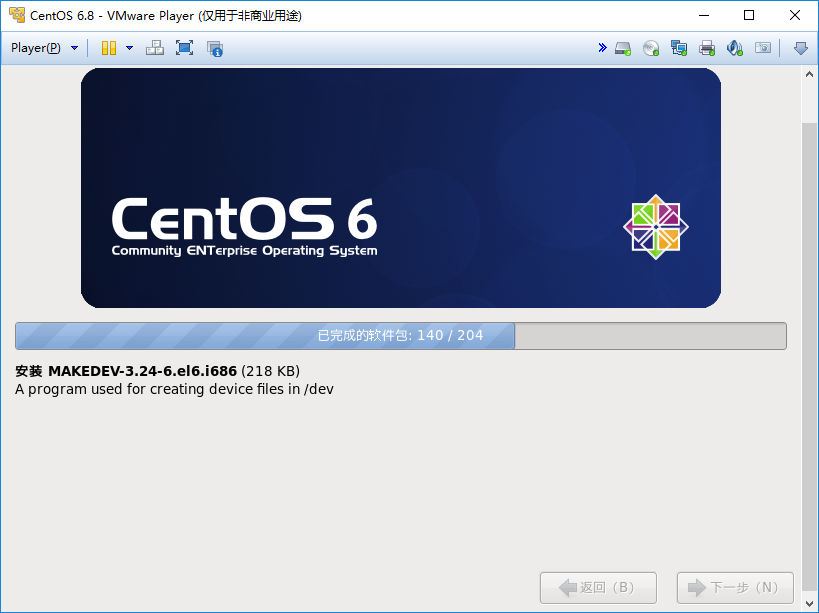 CentOS 6.8 - VMware Player (仅用于非商业用途)
Player(P)
CentOS 6
Community ENTerprise Operating System
已完成的软件包: 140 / 204
安装 MAKEDEV-3.24-6.el6.i686 (218 KB)
A program used for creating device files in /dev
返回（B）
下一步（N）